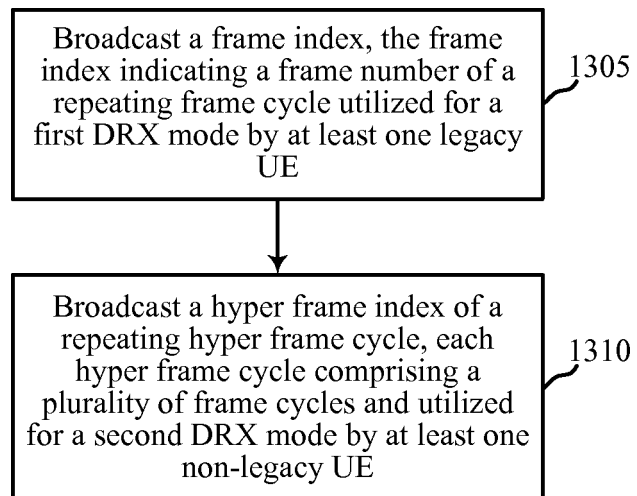 Broadcast a frame index, the frame
index indicating a frame number of a
repeating frame cycle utilized for a
first DRX mode by at least one legacy
UE
1305
Broadcast a hyper frame index of a
repeating hyper frame cycle, each
hyper frame cycle comprising a
plurality of frame cycles and utilized
for a second DRX mode by at least one
non-legacy UE
1310